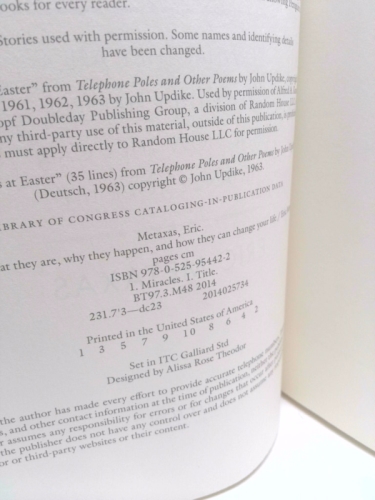 ooks for every reader.
Stories used with permission. Some names and identifying details
have been changed.
Easter” from Telephone Poles and Other Poems by John Updike, copy
1961, 1962, 1963 by John Updike. Used by permission of Alfred A.
opf Doubleday Publishing Group, a division of Random House LLC
ny third-party use of this material, outside of this publication, is
must apply directly to Random House LLC for permission.
s at Easter” (35 lines) from Telephone Poles and Other Poems by John
(Deutsch, 1963) copyright © John Updike, 1963.
LIBRARY OF CONGRESS CATALOGING-IN-PUBLICATION DATA
Metaxas, Eric.
at they are, why they happen, and how they can change your life /
pages cm
ISBN 978-0-525-95442-2
1. Miracles. I. Title.
BT97.3.M48 2014
231.7'3—dc23 2014025734
Printed in the United States of America
1 3 5 7 9 10 8 6 4 2
Set in ITC Galliard Std
Designed by Alissa Rose Theodor
the author has made every effort to provide accurate telephone
s, and other contact information at the time of publication, neither
r assumes any responsibility for errors or for changes that occur
the publisher does not have any control over and does not assume
or or third-party websites or their content.